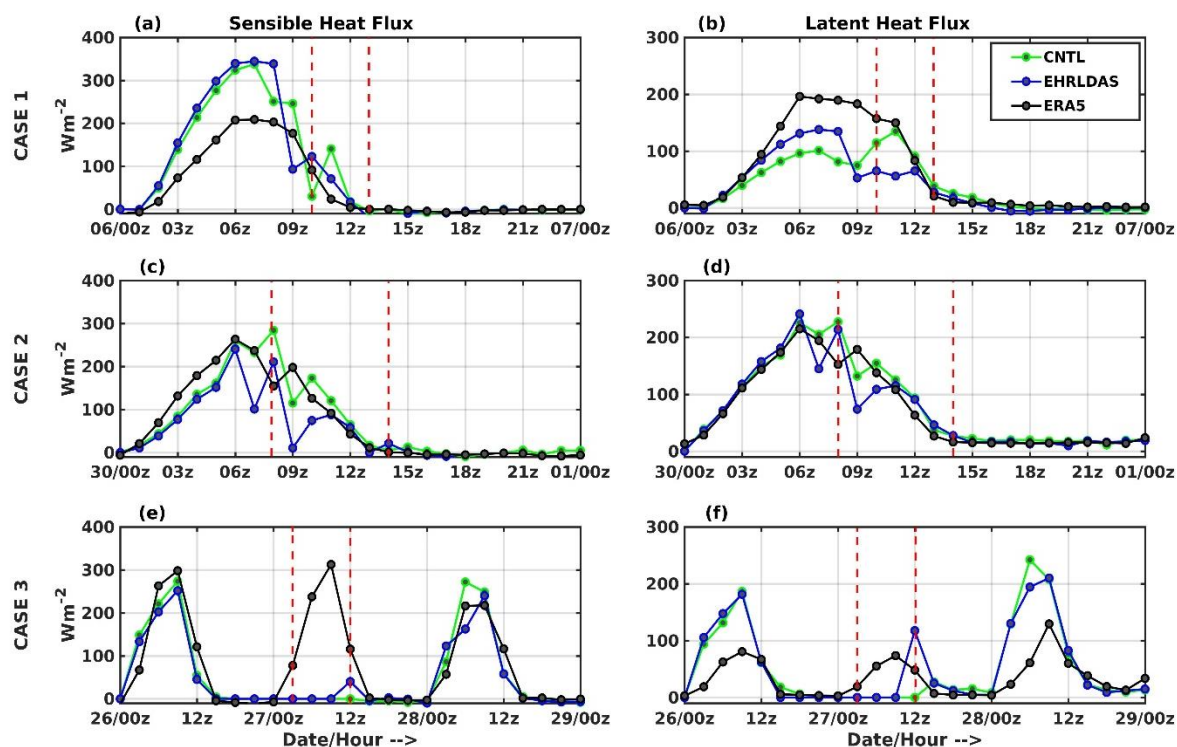 (a) Sensible Heat Flux
(b) Latent Heat Flux
CASE 1
Wm-2
400
300
200
100
0
06/00z 03z 06z 09z 12z 15z 18z 21z 07/00z
300
200
100
0
06/00z 03z 06z 09z 12z 15z 18z 21z 07/00z
CNTL
EHRLDAS
ERA5
(c)
(d)
CASE 2
Wm-2
400
300
200
100
0
30/00z 03z 06z 09z 12z 15z 18z 21z 01/00z
300
200
100
0
30/00z 03z 06z 09z 12z 15z 18z 21z 01/00z
(e)
(f)
CASE 3
Wm-2
400
300
200
100
0
26/00z 12z 27/00z 12z 28/00z 12z 29/00z
Date/Hour -->
300
200
100
0
26/00z 12z 27/00z 12z 28/00z 12z 29/00z
Date/Hour -->